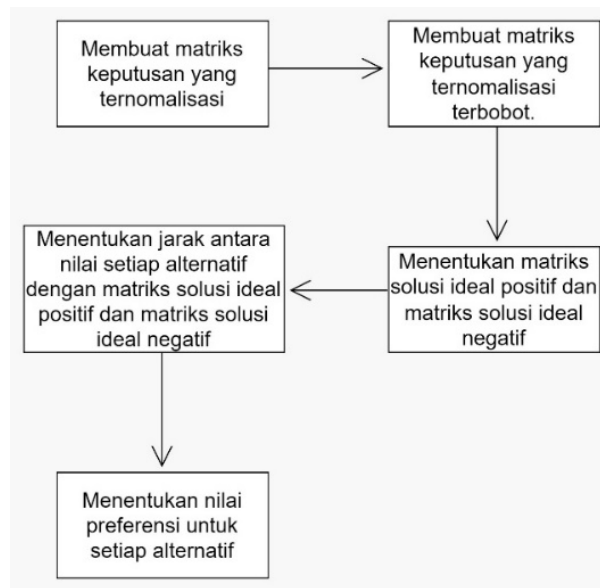 Membuat matriks
keputusan yang
ternomalisasi
Membuat matriks
keputusan yang
ternomalisasi
terbobot.
Menentukan matriks
solusi ideal positif dan
matriks solusi ideal
negatif
Menentukan jarak antara
nilai setiap alternatif
dengan matriks solusi ideal
positif dan matriks solusi
ideal negatif
Menentukan nilai
preferensi untuk
setiap alternatif